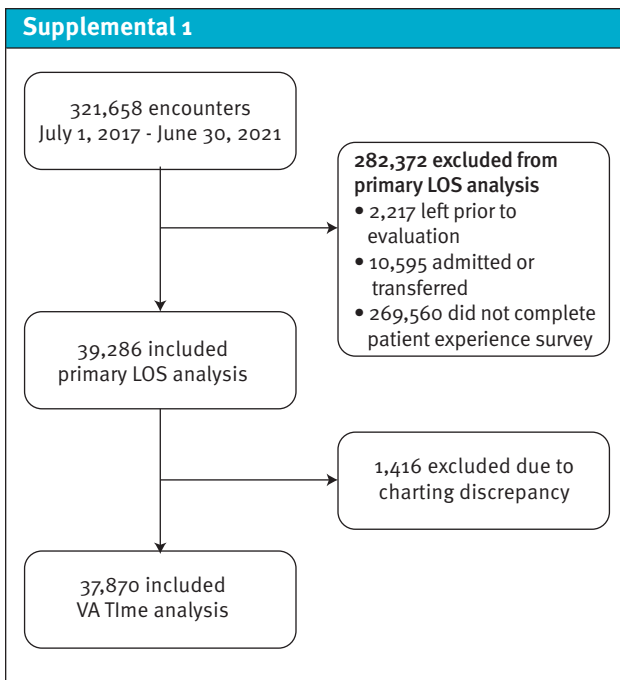 Supplemental 1
321,658 encounters
July 1, 2017 - June 30, 2021
282,372 excluded from
primary LOS analysis
• 2,217 left prior to
evaluation
• 10,595 admitted or
transferred
• 269,560 did not complete
patient experience survey
39,286 included
primary LOS analysis
1,416 excluded due to
charting discrepancy
37,870 included
VA TIme analysis